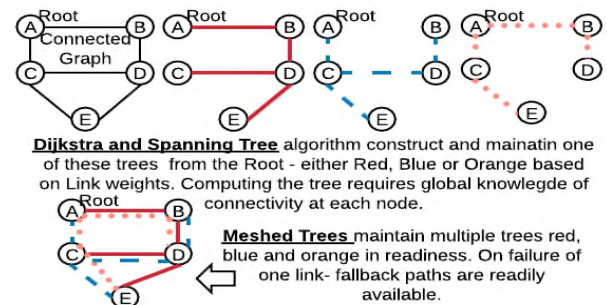 A Root B
Connected
Graph
C D
E
A Root B
C D
E
A Root B
C D
E
A Root B
C D
E
Dijkstra and Spanning Tree algorithm construct and mainatin one
of these trees from the Root - either Red, Blue or Orange based
on Link weights. Computing the tree requires global knowlegde of
connectivity at each node.
A Root B
C D
E
Meshed Trees maintain multiple trees red,
blue and orange in readiness. On failure of
one link- fallback paths are readily
available.